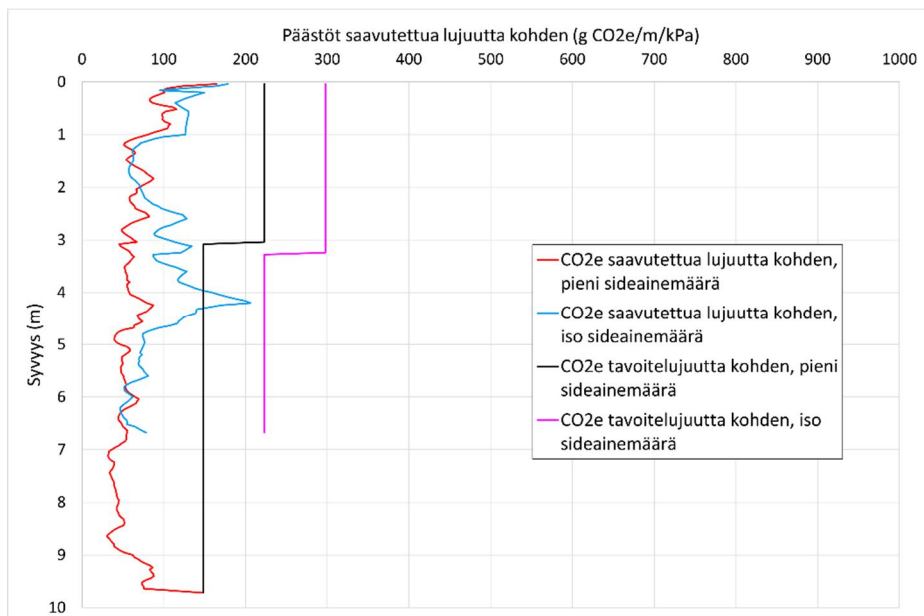 Päästöt saavutettua lujuutta kohden (g CO2e/m/kPa)
0 100 200 300 400 500 600 700 800 900 1000
0
1
2
3
4
5
6
7
8
9
10
Syvyys (m)
CO2e saavutettua lujuutta kohden,
pieni sideainemäärä
CO2e saavutettua lujuutta kohden,
iso sideainemäärä
CO2e tavoitelujuutta kohden, pieni
sideainemäärä
CO2e tavoitelujuutta kohden, iso
sideainemäärä